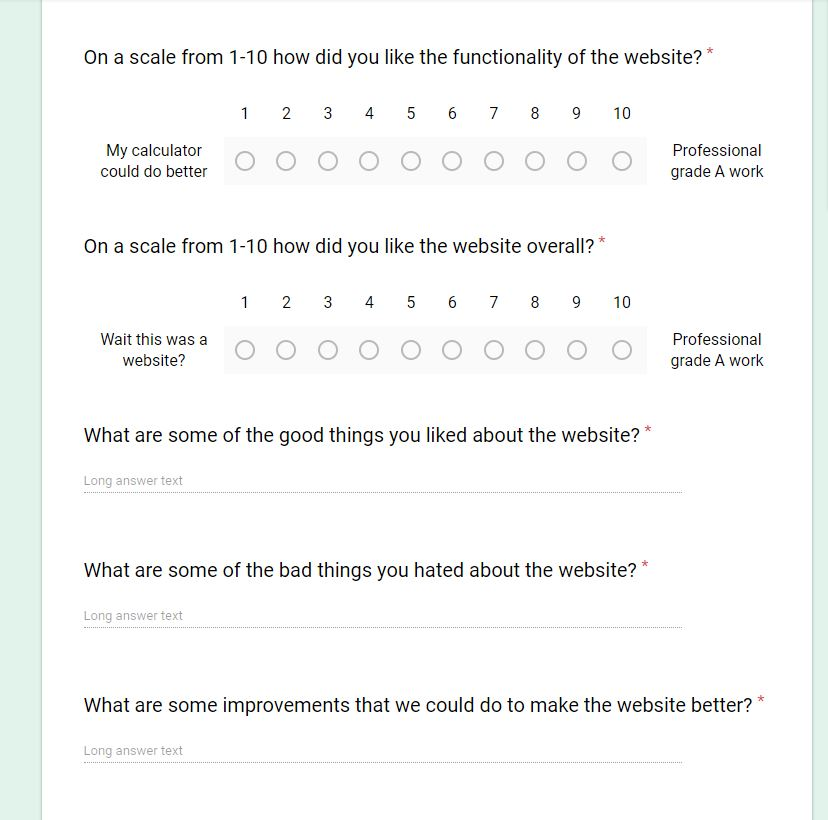 On a scale from 1-10 how did you like the functionality of the website? *
1 2 3 4 5 6 7 8 9 10
My calculator
could do better
Professional
grade A work
On a scale from 1-10 how did you like the website overall? *
1 2 3 4 5 6 7 8 9 10
Wait this was a
website?
Professional
grade A work
What are some of the good things you liked about the website? *
Long answer text
What are some of the bad things you hated about the website? *
Long answer text
What are some improvements that we could do to make the website better? *
Long answer text